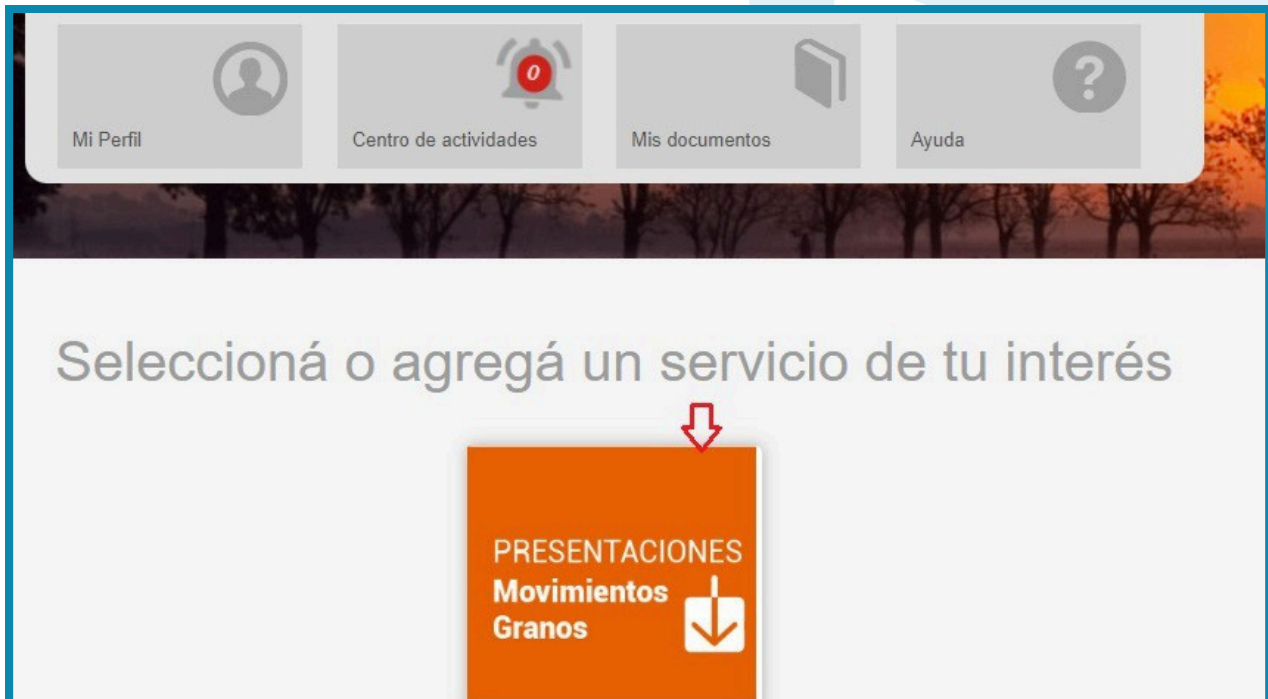 0
Mi Perfil
Centro de actividades
Mis documentos
?
Ayuda
Seleccioná o agregá un servicio de tu interés
PRESENTACIONES
Movimientos
Granos